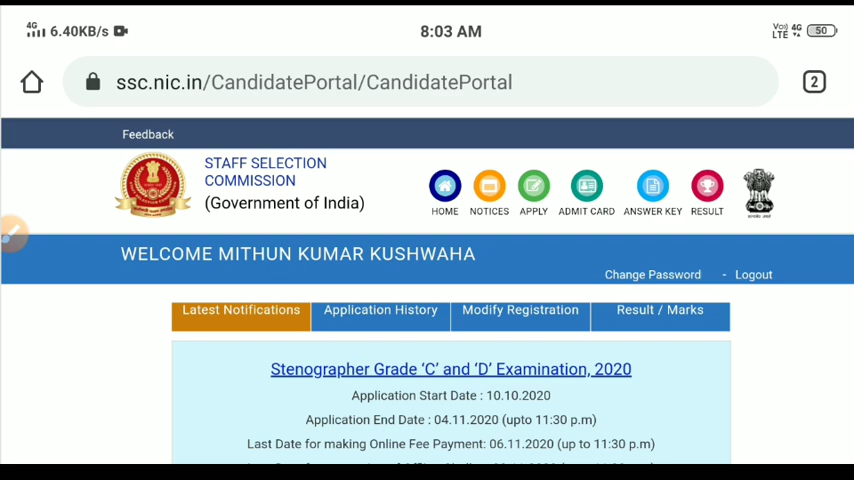 4G 6.40KB/s 8:03 AM Vo)) LTE 4G 50
ssc.nic.in/CandidatePortal/CandidatePortal 2
Feedback
STAFF SELECTION
COMMISSION
(Government of India)
HOME NOTICES APPLY ADMIT CARD ANSWER KEY RESULT
WELCOME MITHUN KUMAR KUSHWAHA
Change Password - Logout
Latest Notifications Application History Modify Registration Result / Marks
Stenographer Grade ‘C’ and ‘D’ Examination, 2020
Application Start Date : 10.10.2020
Application End Date : 04.11.2020 (upto 11:30 p.m)
Last Date for making Online Fee Payment: 06.11.2020 (up to 11:30 p.m)